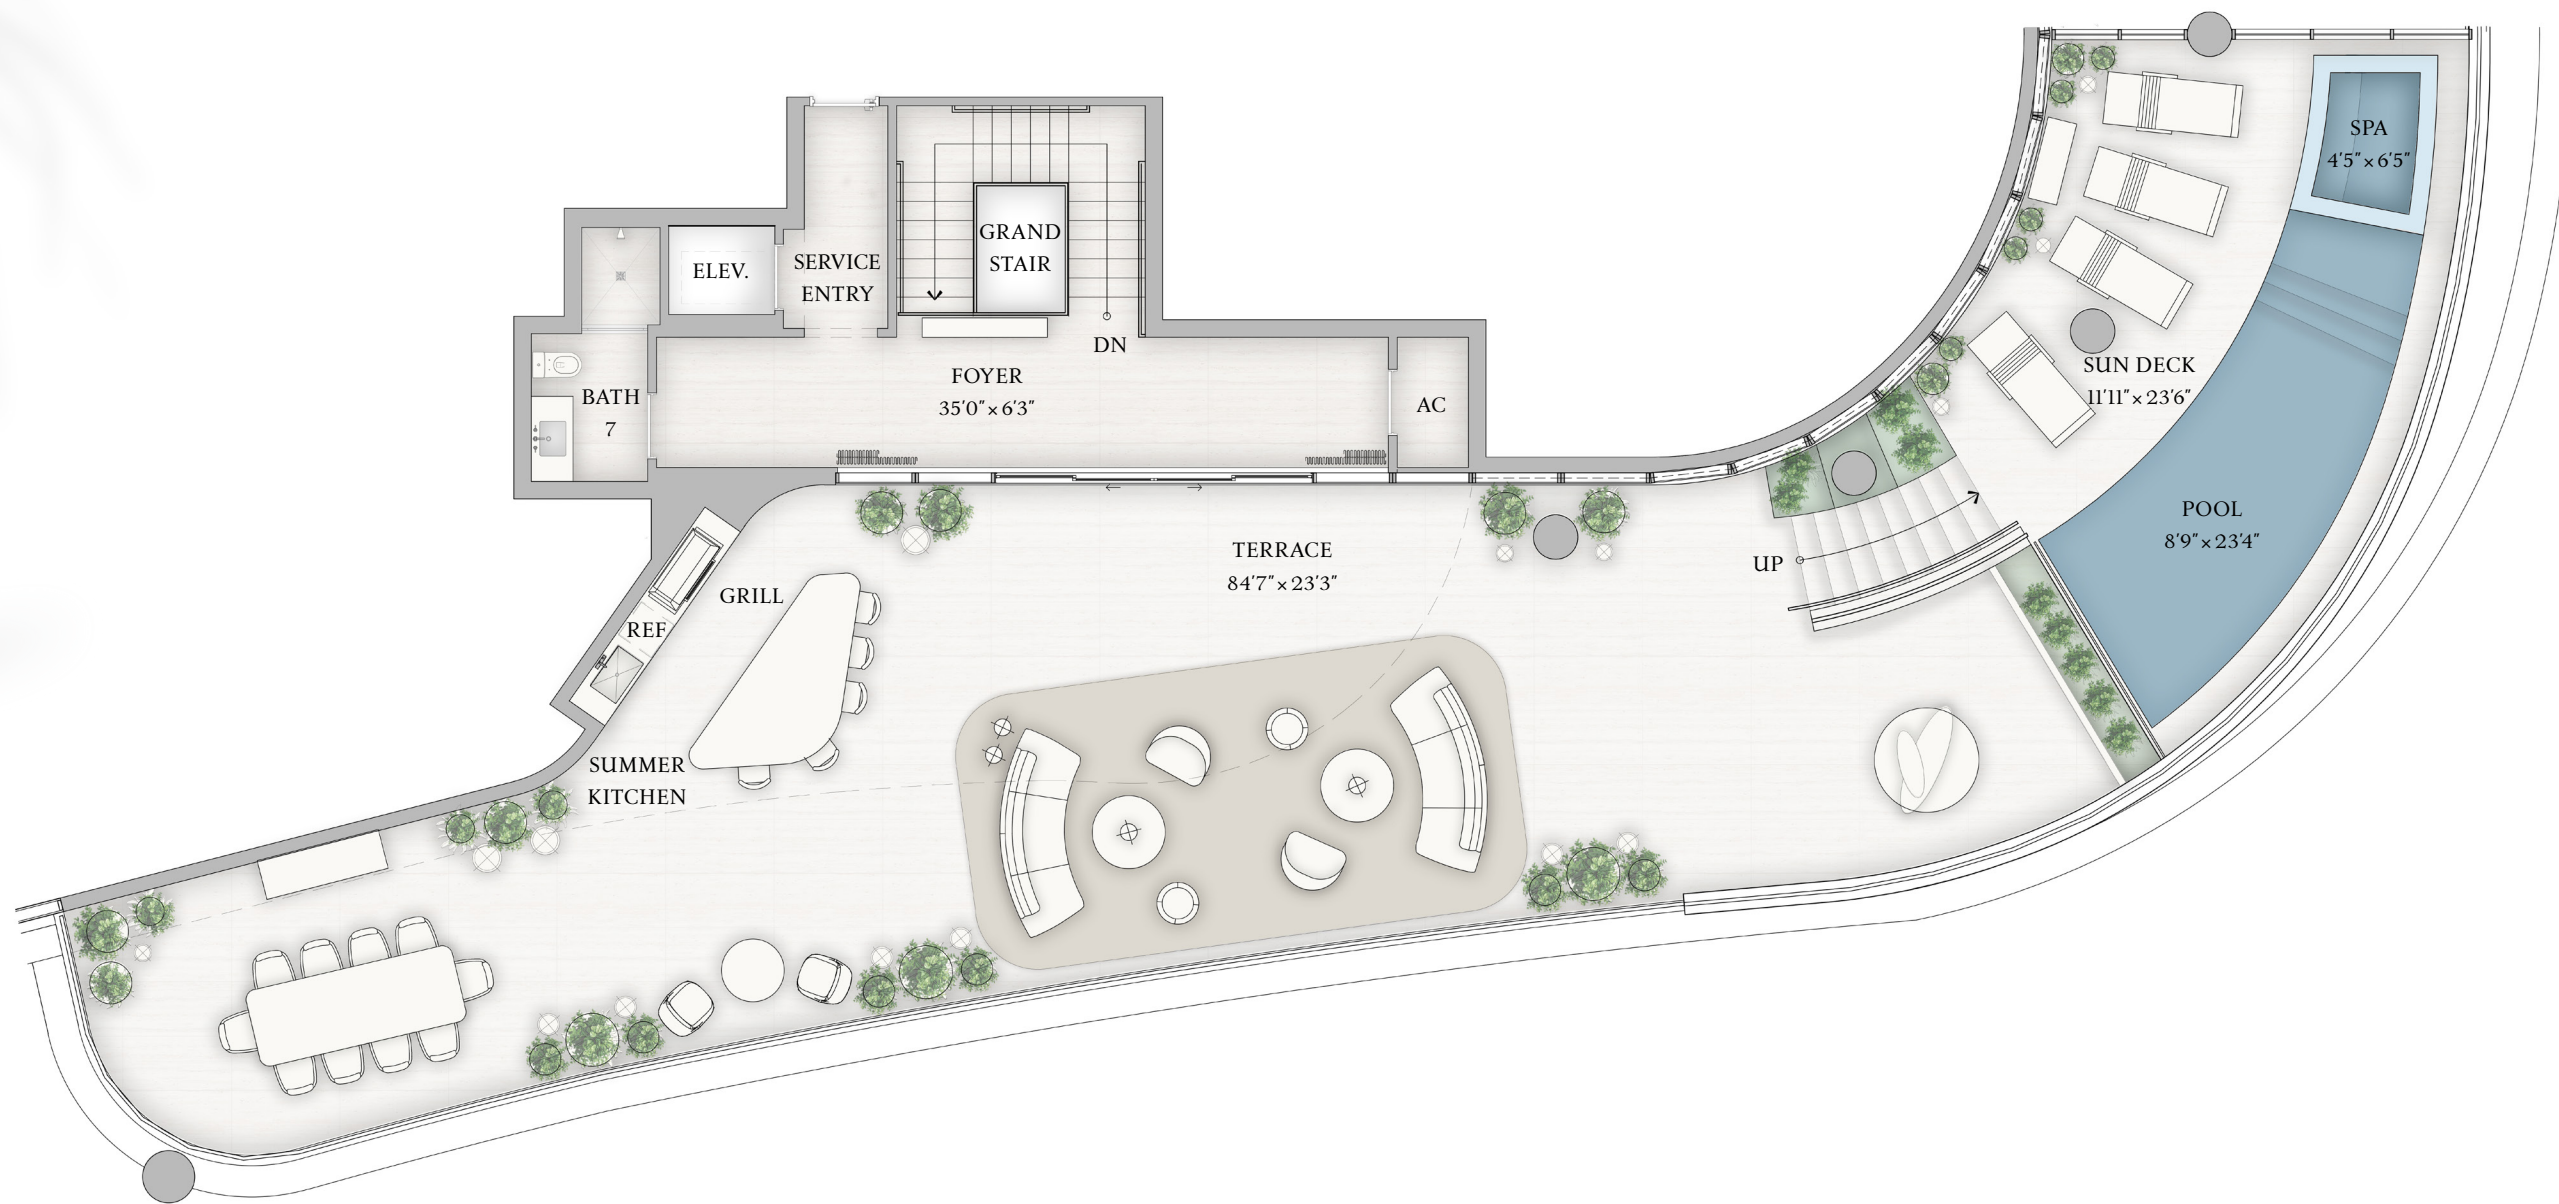 SPA
4'5" × 6'5"
GRAND
STAIR
ELEV.
SERVICE
ENTRY
DN
FOYER
35'0" × 6'3"
AC
BATH
7
SUN DECK
11'11" × 23'6"
POOL
8'9" × 23'4"
TERRACE
84'7" × 23'3"
UP
GRILL
REF
SUMMER
KITCHEN